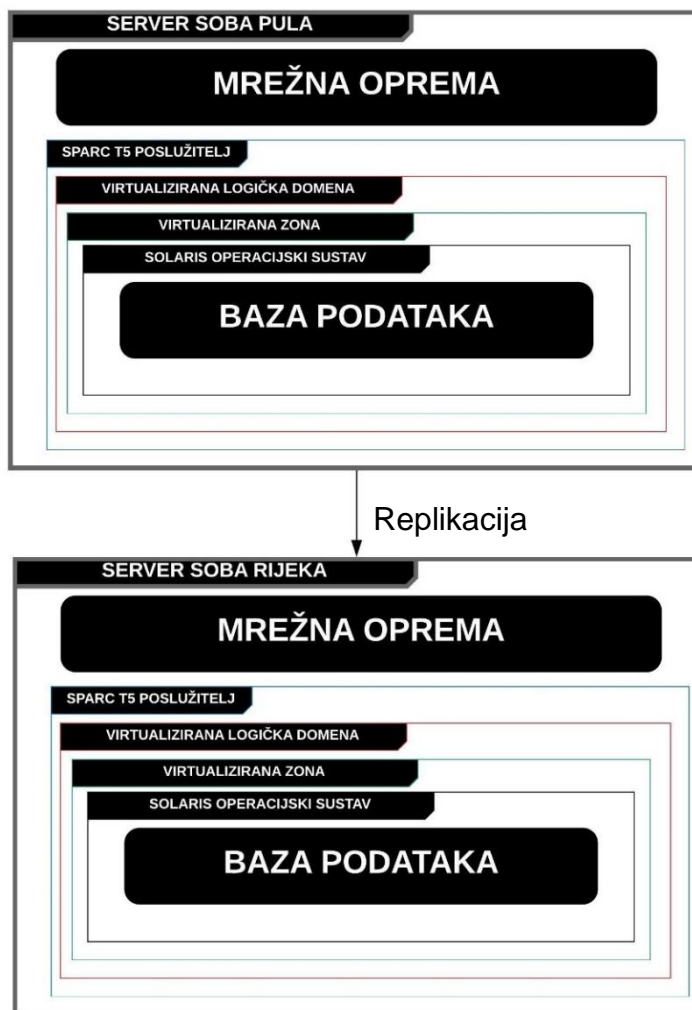 SERVER SOBA PULA
MREŽNA OPREMA
SPARC T5 POSLUŽITELJ
VIRTUALIZIRANA LOGIČKA DOMENA
VIRTUALIZIRANA ZONA
SOLARIS OPERACIJSKI SUSTAV
BAZA PODATAKA
Replikacija
SERVER SOBA RIJEKA
MREŽNA OPREMA
SPARC T5 POSLUŽITELJ
VIRTUALIZIRANA LOGIČKA DOMENA
VIRTUALIZIRANA ZONA
SOLARIS OPERACIJSKI SUSTAV
BAZA PODATAKA